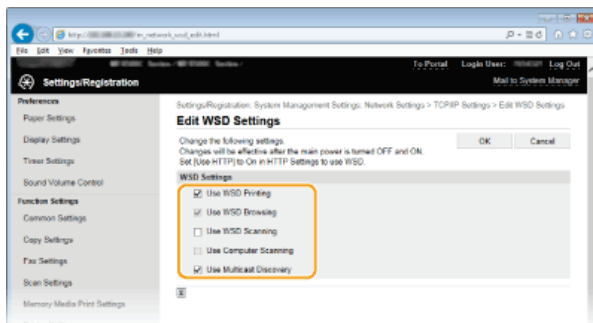 http://
m_network_wsd_edit.html
File Edit View Favorites Tools Help
To Portal Login User: Log Out
Settings/Registration
Mail to System Manager
Preferences
Paper Settings
Display Settings
Timer Settings
Sound Volume Control
Function Settings
Common Settings
Copy Settings
Fax Settings
Scan Settings
Memory Media Print Settings
Settings/Registration: System Management Settings: Network Settings > TCP/IP Settings > Edit WSD Settings
Edit WSD Settings
Change the following settings.
Changes will be effective after the main power is turned OFF and ON.
Set [Use HTTP] to On in HTTP Settings to use WSD.
OK Cancel
WSD Settings
Use WSD Printing
Use WSD Browsing
Use WSD Scanning
Use Computer Scanning
Use Multicast Discovery